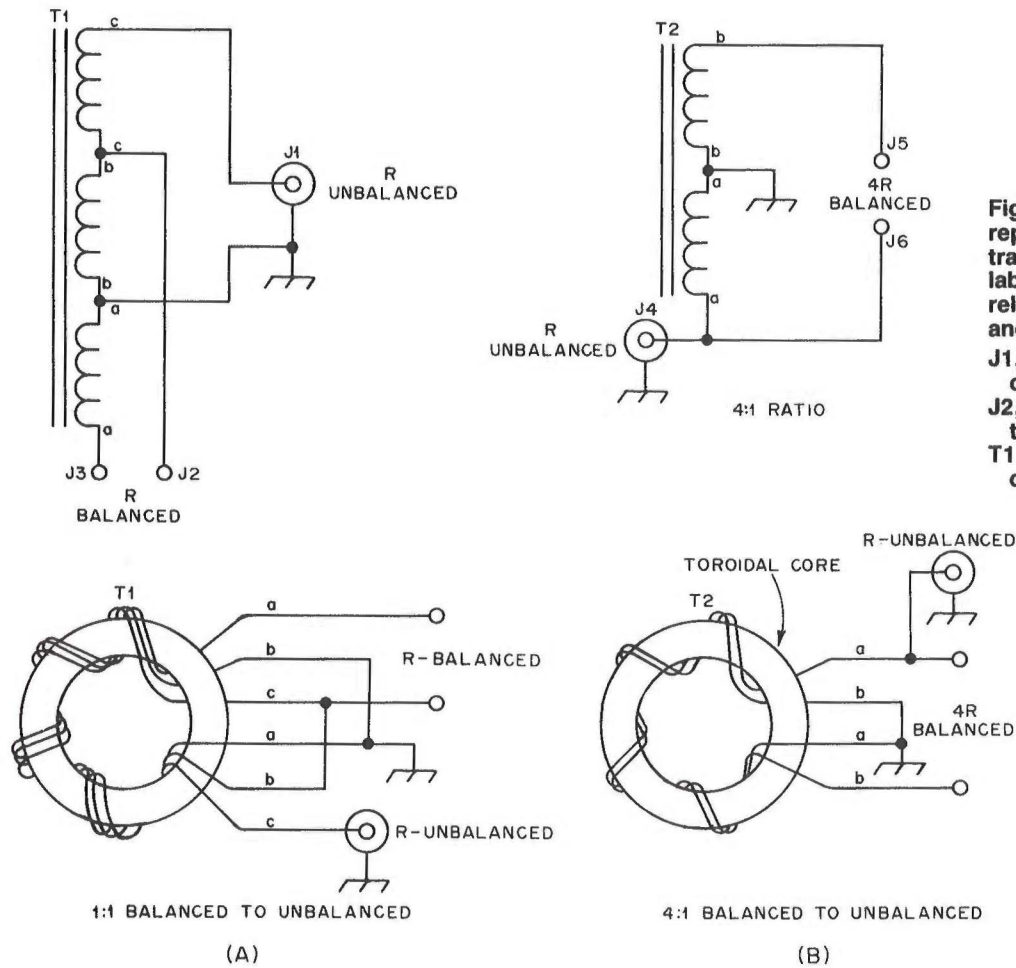 T1
c
c
b
b
a
a
J1
R
UNBALANCED
J3
J2
R
BALANCED
T2
b
b
a
a
J5
4R
BALANCED
J6
J4
R
UNBALANCED
4:1 RATIO
Fig
rep
tra
lab
rel
and
J1,
c
J2,
t
T1
c
T1
a
b
c
a
b
c
R-BALANCED
R-UNBALANCED
1:1 BALANCED TO UNBALANCED
(A)
TOROIDAL CORE
T2
R-UNBALANCED
a
b
a
b
4R
BALANCED
4:1 BALANCED TO UNBALANCED
(B)